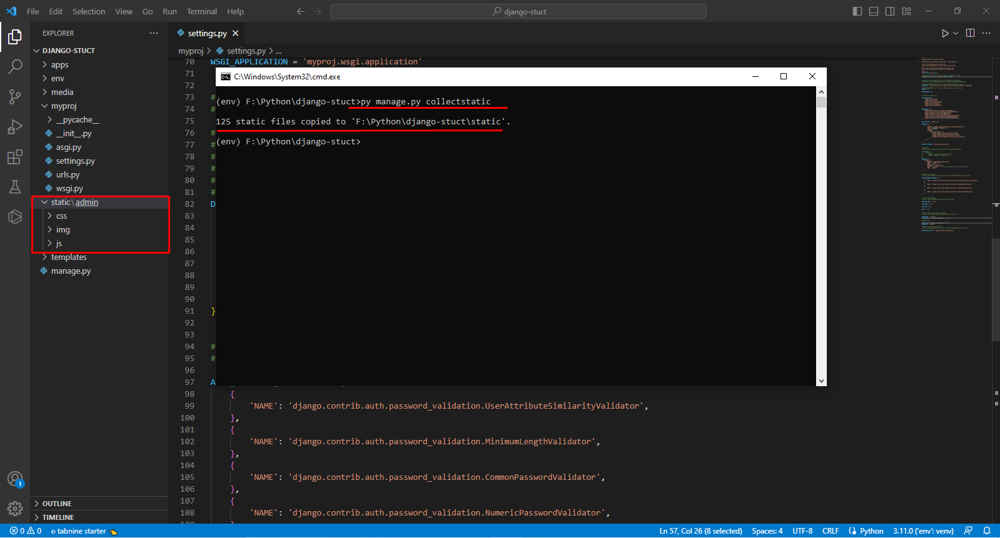 File Edit Selection View Go Run Terminal Help
django-stuct
EXPLORER
DJANGO-STUCT
apps
env
media
myproj
__pycache__
__init__.py
asgi.py
settings.py
urls.py
wsgi.py
static\admin
css
img
js
templates
manage.py
OUTLINE
TIMELINE
settings.py
myproj > settings.py > ...
70 WSGI_APPLICATION = 'myproj.wsgi.application'
71
72
73 #
74 #
75
76 #
77 #
78 #
79 #
80 #
81 #
82 D
83
84
85
86
87
88
89
90
91 }
92
93
94 #
95 #
96
97 A
98 {
99 'NAME': 'django.contrib.auth.password_validation.UserAttributeSimilarityValidator',
100 },
101 {
102 'NAME': 'django.contrib.auth.password_validation.MinimumLengthValidator',
103 },
104 {
105 'NAME': 'django.contrib.auth.password_validation.CommonPasswordValidator',
106 },
107 {
108 'NAME': 'django.contrib.auth.password_validation.NumericPasswordValidator',
C:\Windows\System32\cmd.exe
(env) F:\Python\django-stuct>py manage.py collectstatic
125 static files copied to 'F:\Python\django-stuct\static'.
(env) F:\Python\django-stuct>
1
0 0 tabnine starter
Ln 57, Col 26 (8 selected) Spaces: 4 UTF-8 CRLF Python 3.11.0 ('env': venv)